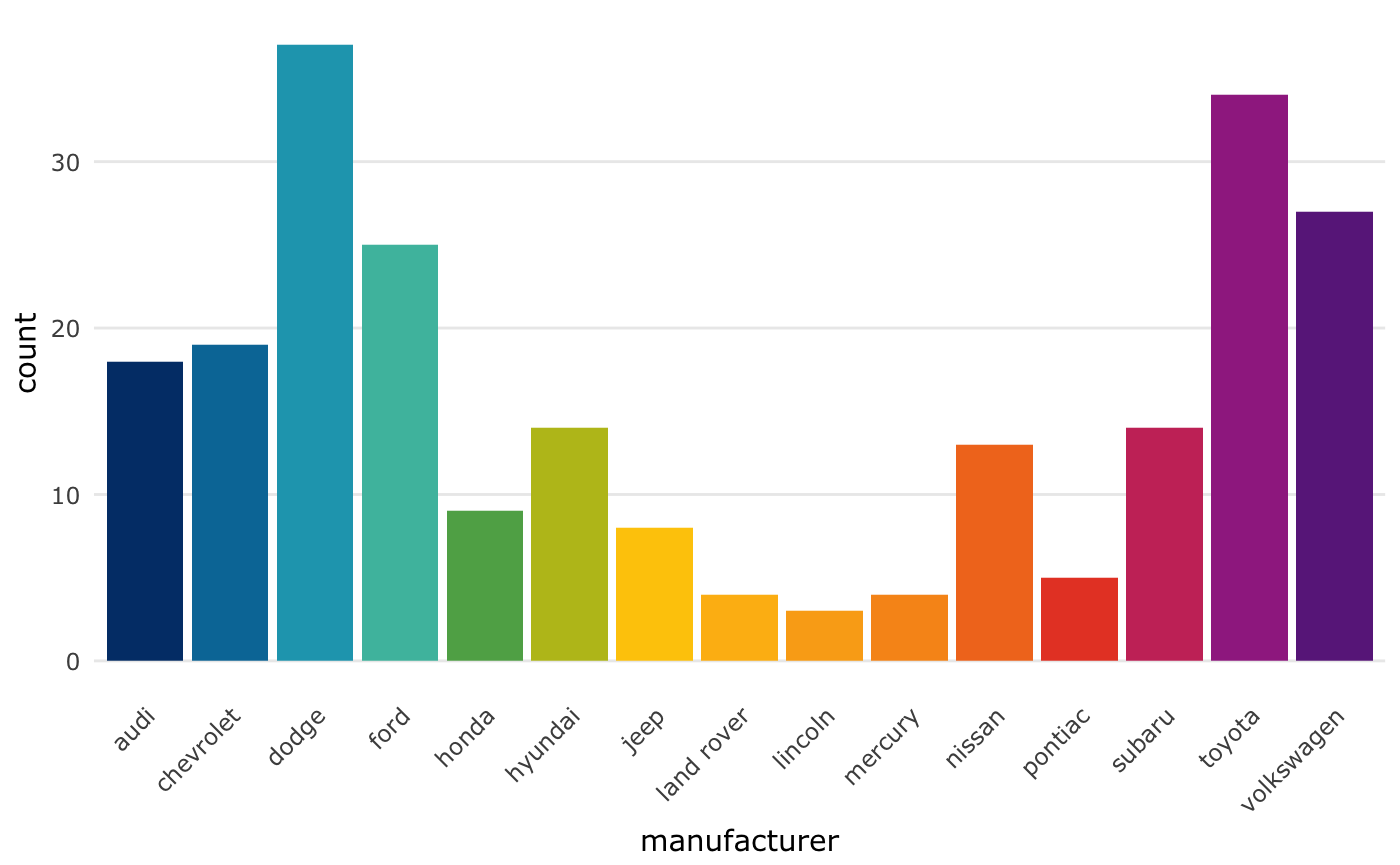 count
30
20
10
0
audi
chevrolet
dodge
ford
honda
hyundai
jeep
land rover
lincoln
mercury
nissan
pontiac
subaru
toyota
volkswagen
manufacturer